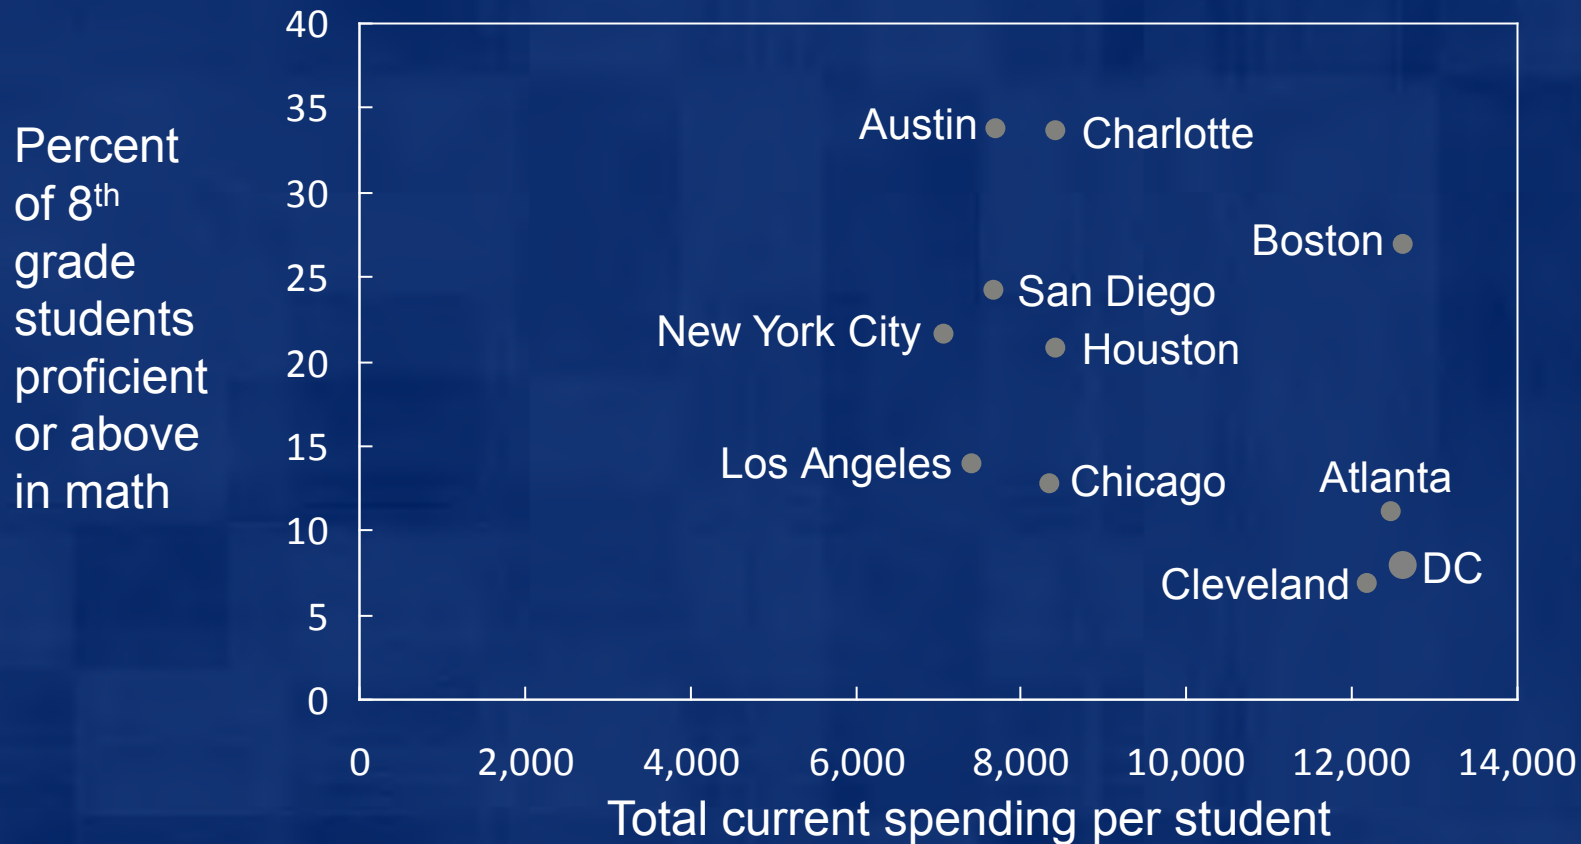 Percent
of 8th
grade
students
proficient
or above
in math
40
35
30
25
20
15
10
5
0
Austin
Charlotte
Boston
San Diego
New York City
Houston
Los Angeles
Chicago
Atlanta
DC
Cleveland
0 2,000 4,000 6,000 8,000 10,000 12,000 14,000
Total current spending per student